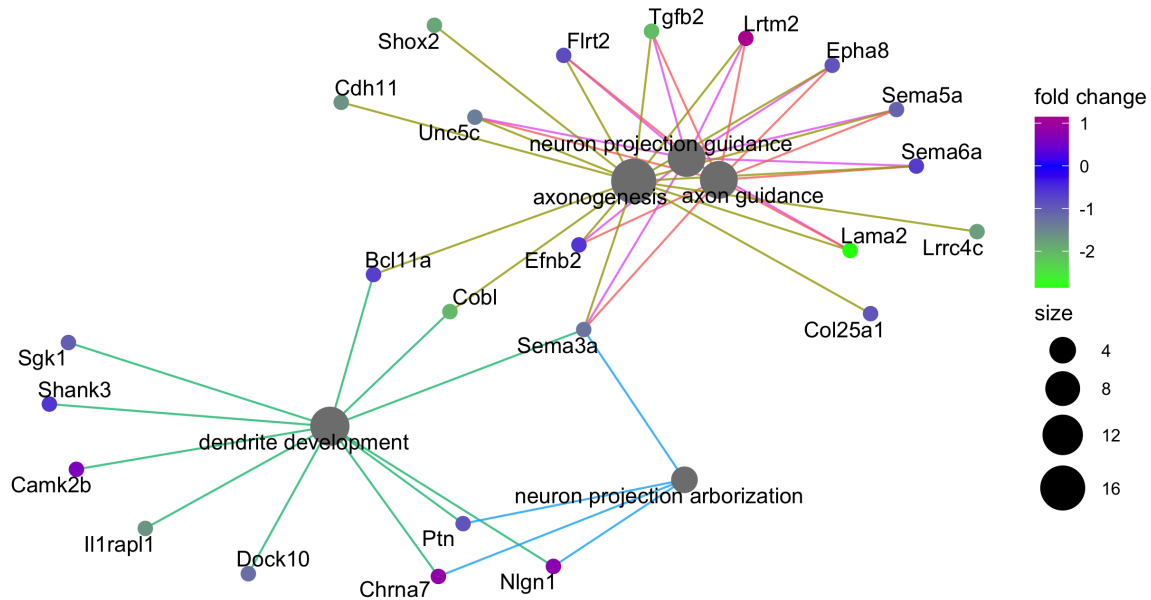 Tgfb2
Lrtm2
Shox2
Flrt2
Epha8
Cdh11
Sema5a
fold change
Unc5c
neuron projection guidance
1
Sema6a
0
axonogenesis
axon guidance
-1
Lama2
Lrrc4c
-2
Bcl11a
Efnb2
Cobl
Col25a1
size
Sema3a
4
Sgk1
Shank3
8
dendrite development
12
Camk2b
neuron projection arborization
16
Il1rapl1
Ptn
Dock10
Chrna7
Nlgn1